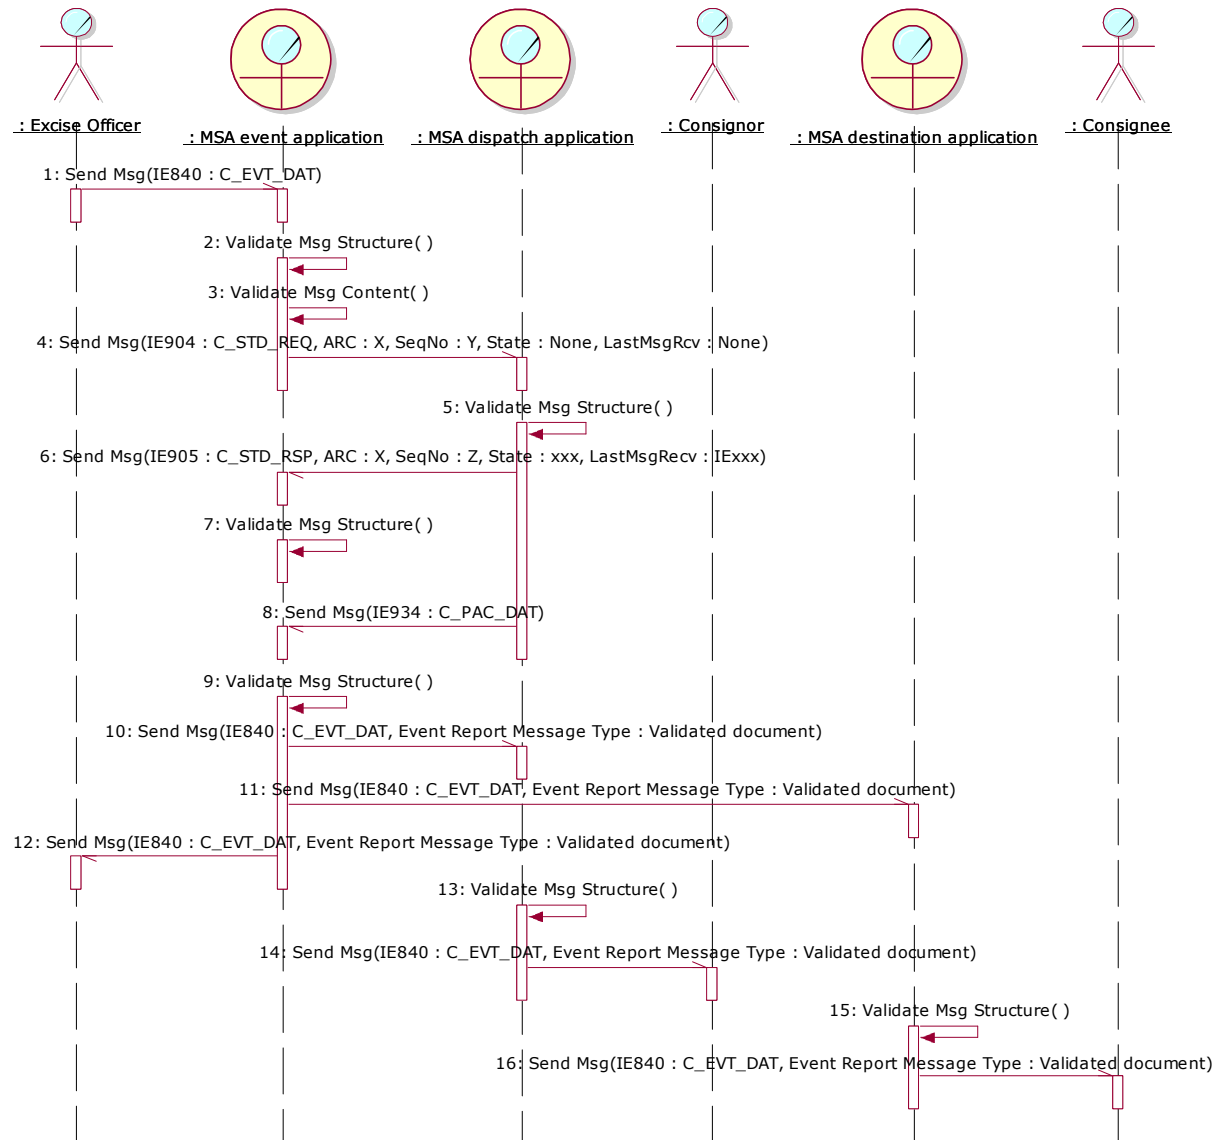 : Excise Officer
: MSA event application
: MSA dispatch application
: Consignor
: MSA destination application
: Consignee
1: Send Msg(IE840 : C_EVT_DAT)
2: Validate Msg Structure( )
3: Validate Msg Content( )
4: Send Msg(IE904 : C_STD_REQ, ARC : X, SeqNo : Y, State : None, LastMsgRcv : None)
5: Validate Msg Structure( )
6: Send Msg(IE905 : C_STD_RSP, ARC : X, SeqNo : Z, State : xxx, LastMsgRecv : IExxx)
7: Validate Msg Structure( )
8: Send Msg(IE934 : C_PAC_DAT)
9: Validate Msg Structure( )
10: Send Msg(IE840 : C_EVT_DAT, Event Report Message Type : Validated document)
11: Send Msg(IE840 : C_EVT_DAT, Event Report Message Type : Validated document)
12: Send Msg(IE840 : C_EVT_DAT, Event Report Message Type : Validated document)
13: Validate Msg Structure( )
14: Send Msg(IE840 : C_EVT_DAT, Event Report Message Type : Validated document)
15: Validate Msg Structure( )
16: Send Msg(IE840 : C_EVT_DAT, Event Report Message Type : Validated document)